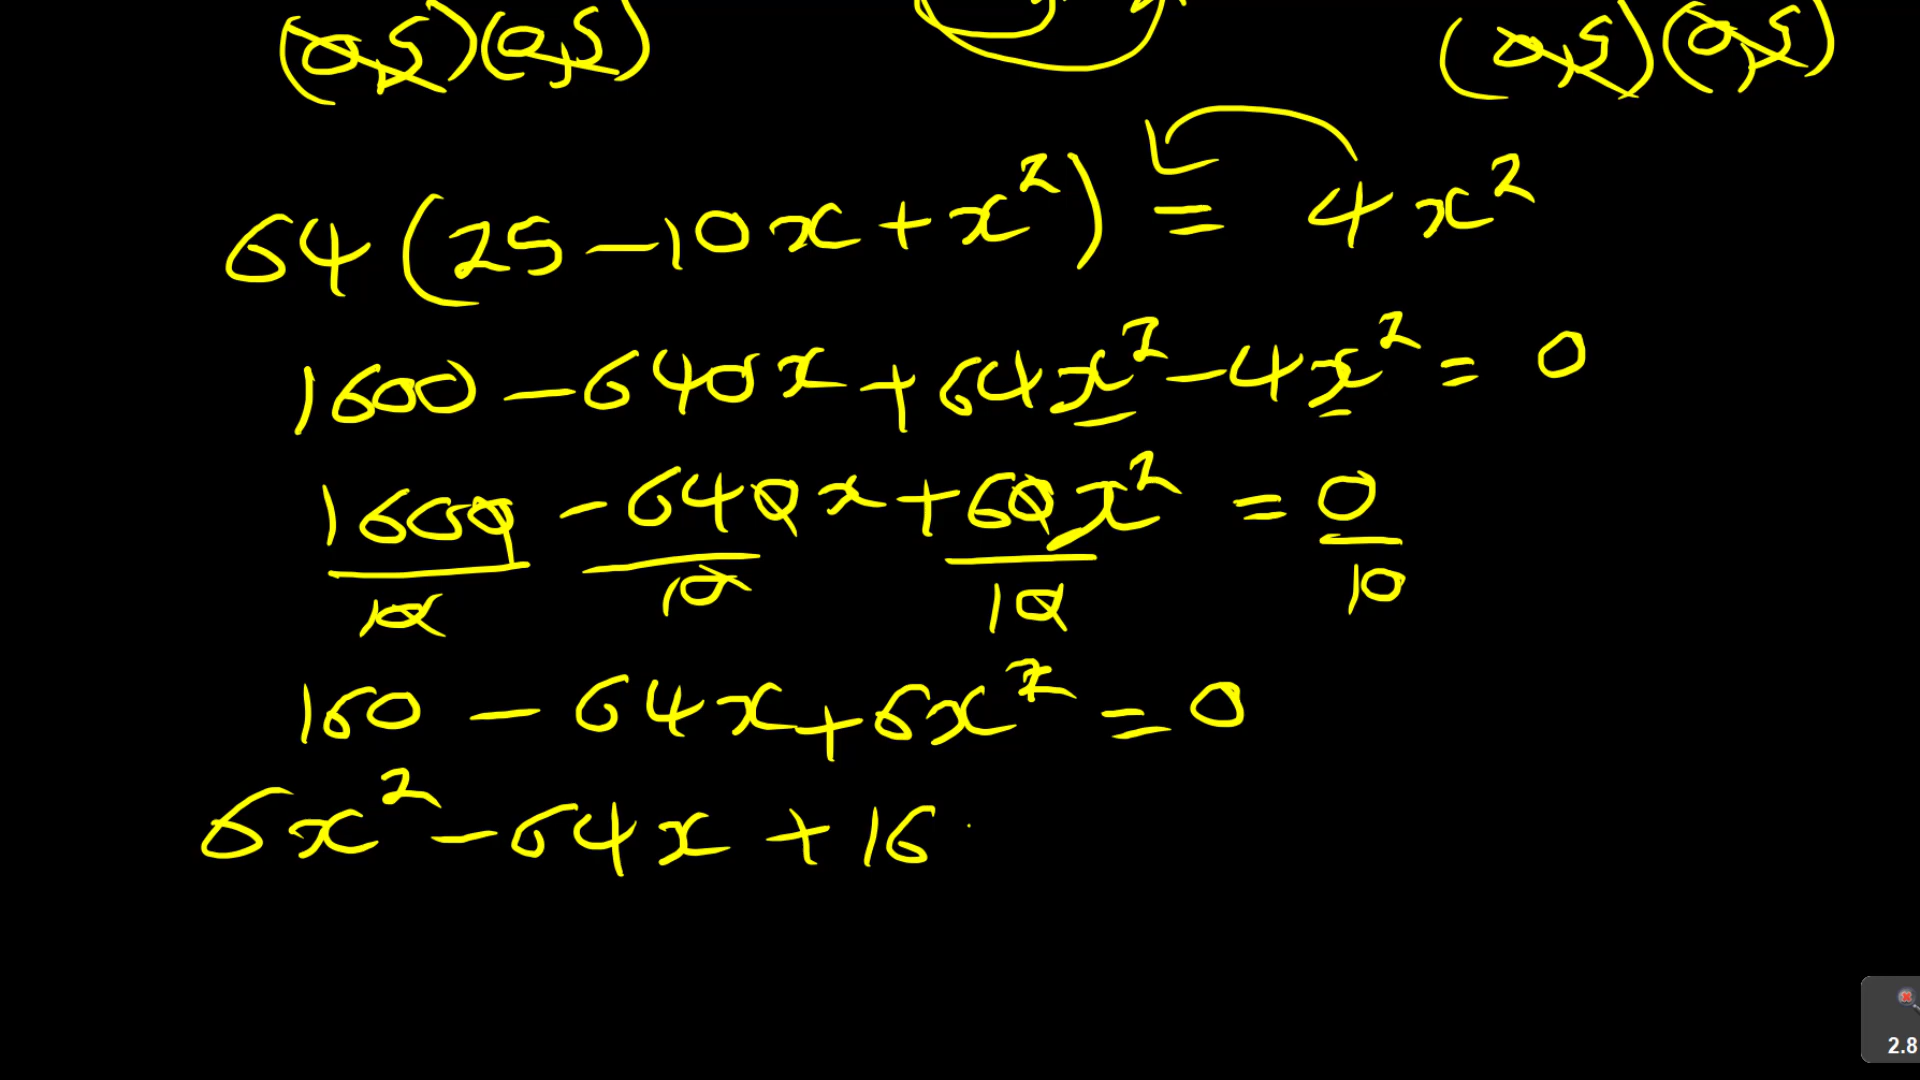 (0,5)(0,5) (0,5)(0,5)
64(25-10x+x²) = 4x²
1600-640x+64x²-4x²=0
1600/10 -640x/10 +60x²/10 =0/10
160-64x+6x²=0
6x²-64x+16
2.8